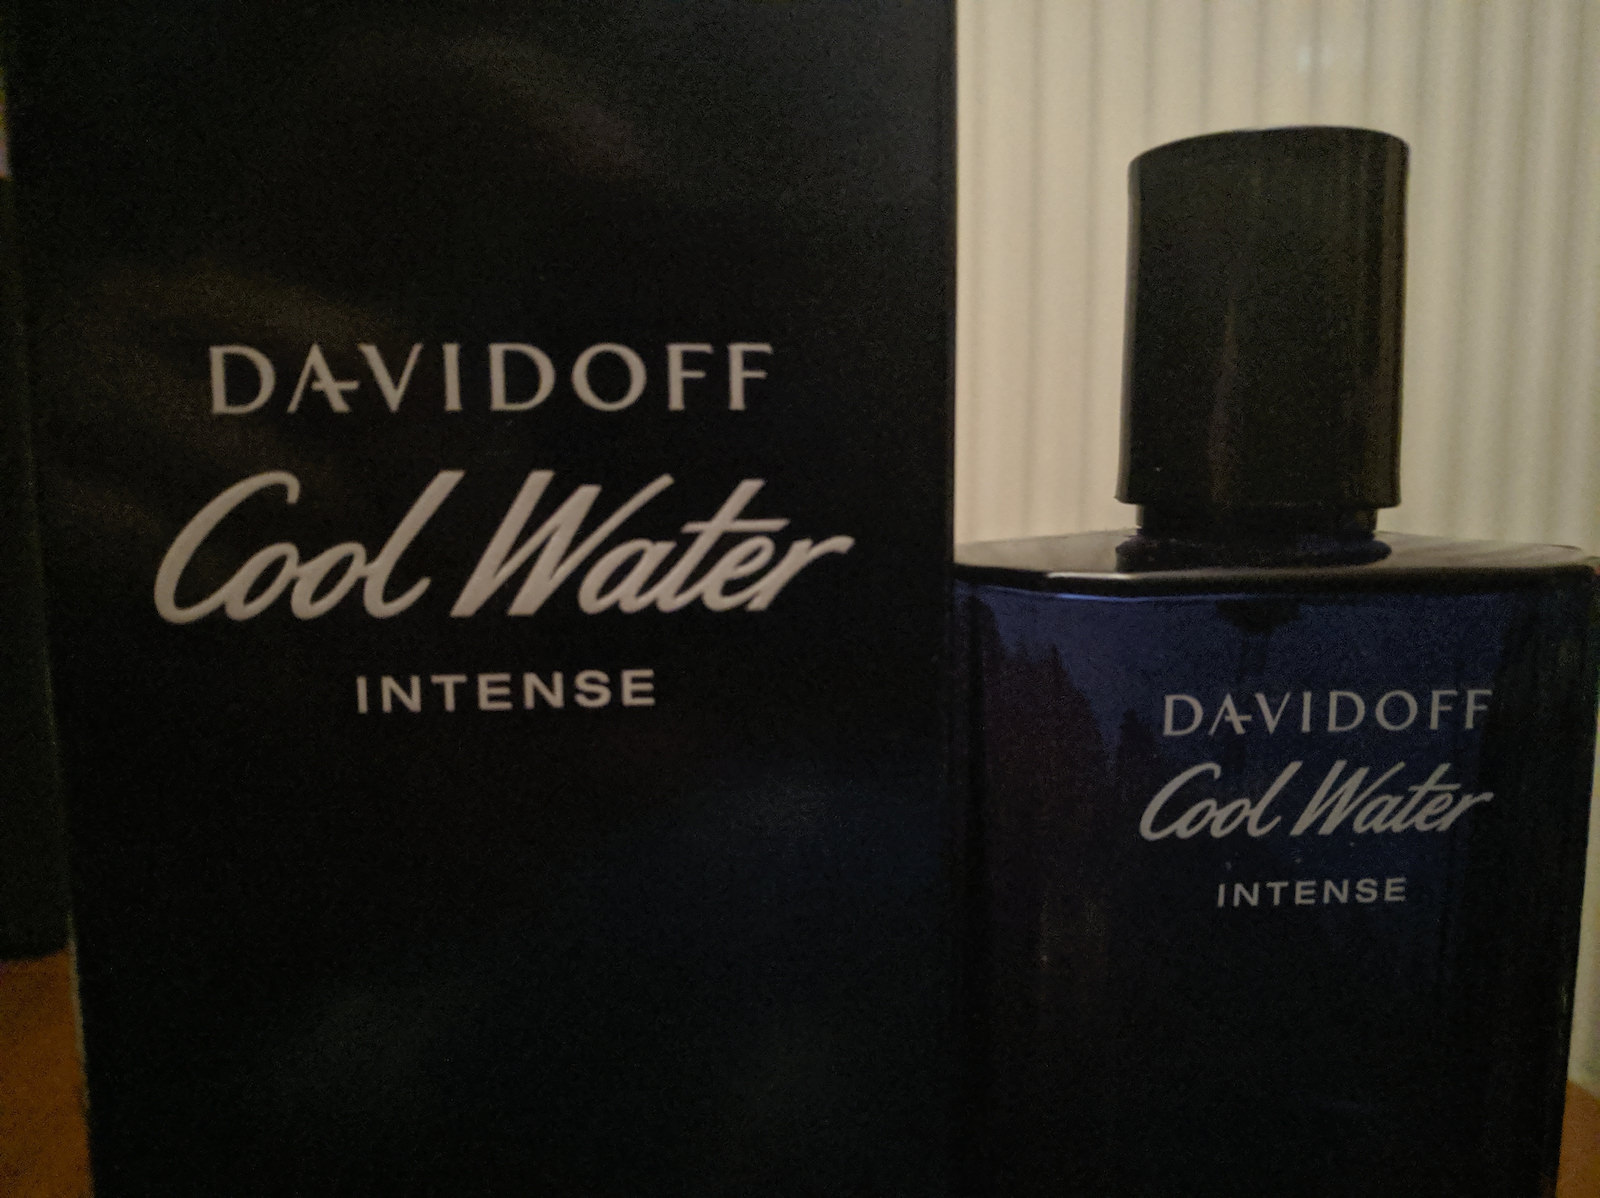 DAVIDOFF
Cool Water
INTENSE
DAVIDOFF
Cool Water
INTENSE